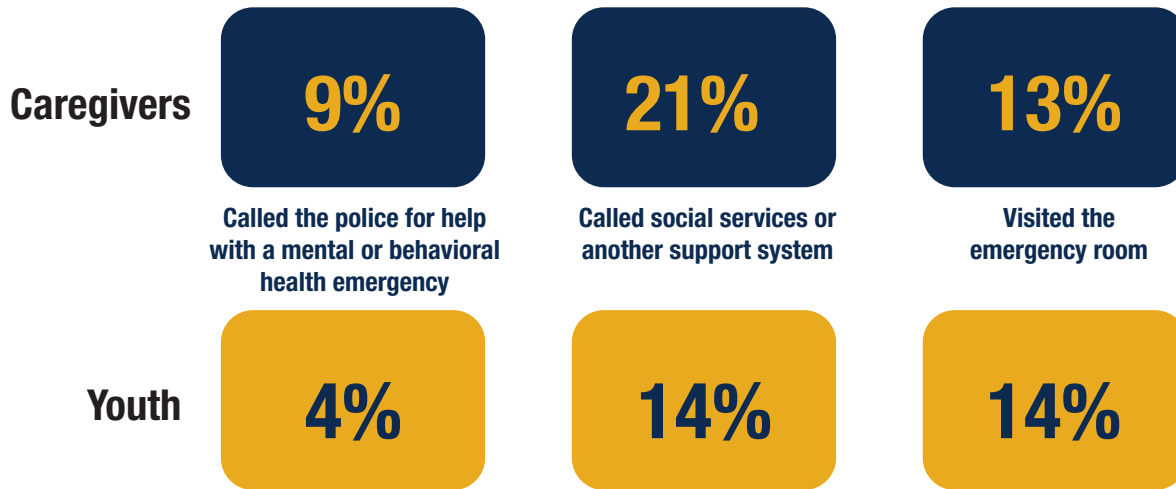 Caregivers
9%
21%
13%
Called the police for help
with a mental or behavioral
health emergency
Called social services or
another support system
Visited the
emergency room
Youth
4%
14%
14%